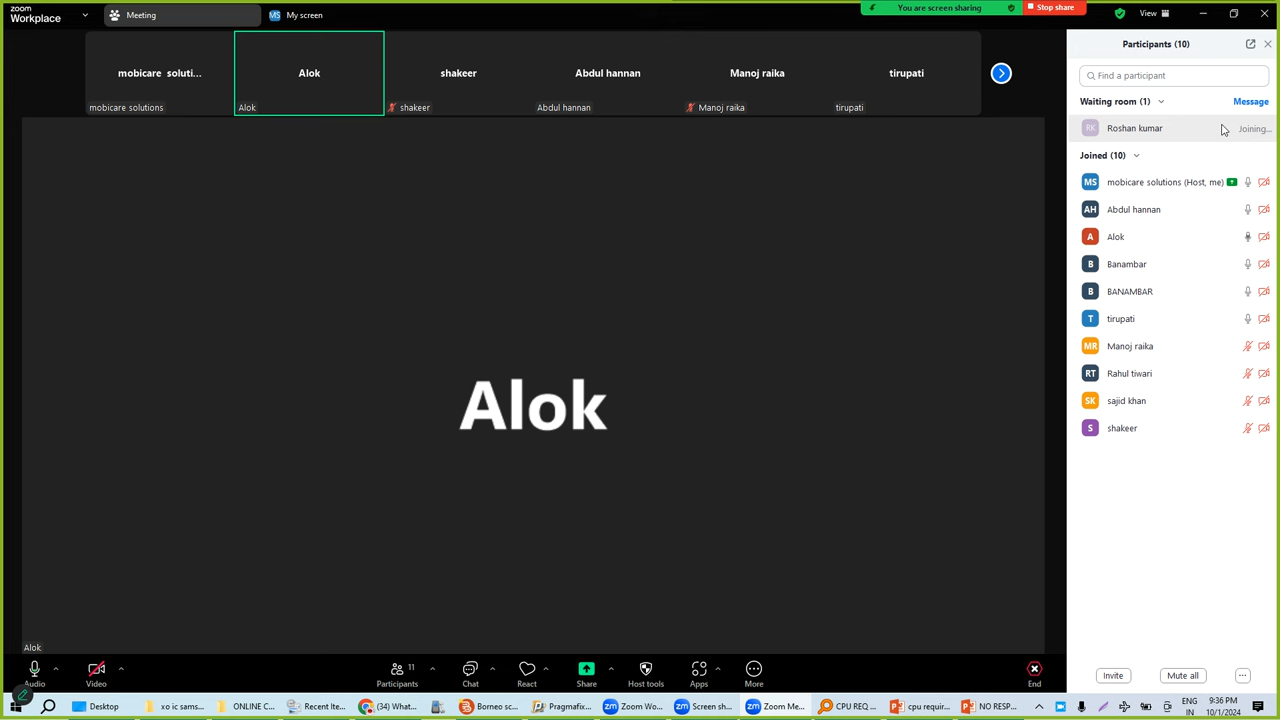 zoom
Workplace
Meeting
MS My screen
You are screen sharing
Stop share
View
mobicare soluti...
Alok
shakeer
Abdul hannan
Manoj raika
tirupati
mobicare solutions
Alok
shakeer
Abdul hannan
Manoj raika
tirupati
Participants (10)
Find a participant
Waiting room (1)
Message
RK Roshan kumar Joining...
Joined (10)
MS mobicare solutions (Host, me)
AH Abdul hannan
A Alok
B Banambar
B BANAMBAR
T tirupati
MR Manoj raika
RT Rahul tiwari
SK sajid khan
S shakeer
Alok
Alok
Audio
Video
11
Participants
Chat
React
Share
Host tools
Apps
More
End
Invite
Mute all
Desktop
xo ic sams...
ONLINE C...
Recent Ite...
(4) What...
Borneo sc...
Pragmafix...
zm Zoom Wo...
zm Screen sh...
zm Zoom Me...
CPU REQ ...
cpu requir...
NO RESP...
ENG
IN
9:36 PM
10/1/2024